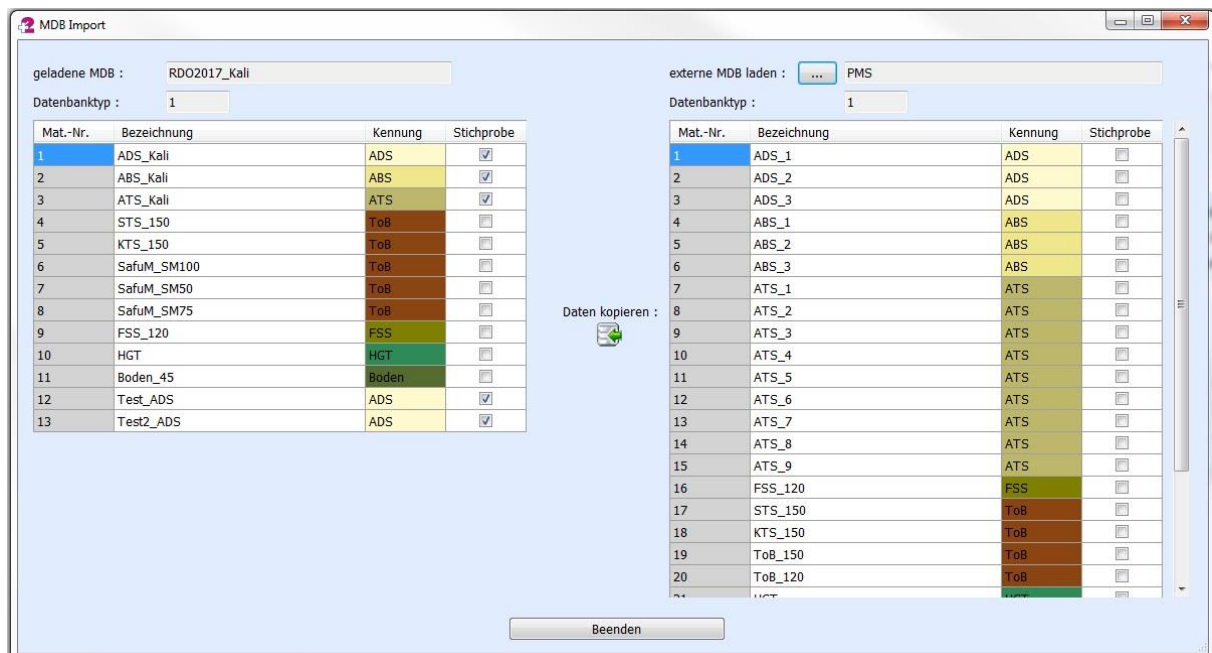 MDB Import
geladene MDB : RDO2017_Kali
Datenbanktyp : 1
Mat.-Nr. Bezeichnung Kennung Stichprobe
1 ADS_Kali ADS
2 ABS_Kali ABS
3 ATS_Kali ATS
4 STS_150 ToB
5 KTS_150 ToB
6 SafuM_SM100 ToB
7 SafuM_SM50 ToB
8 SafuM_SM75 ToB
9 FSS_120 FSS
10 HGT HGT
11 Boden_45 Boden
12 Test_ADS ADS
13 Test2_ADS ADS
Daten kopieren :
externe MDB laden : ... PMS
Datenbanktyp : 1
Mat.-Nr. Bezeichnung Kennung Stichprobe
1 ADS_1 ADS
2 ADS_2 ADS
3 ADS_3 ADS
4 ABS_1 ABS
5 ABS_2 ABS
6 ABS_3 ABS
7 ATS_1 ATS
8 ATS_2 ATS
9 ATS_3 ATS
10 ATS_4 ATS
11 ATS_5 ATS
12 ATS_6 ATS
13 ATS_7 ATS
14 ATS_8 ATS
15 ATS_9 ATS
16 FSS_120 FSS
17 STS_150 ToB
18 KTS_150 ToB
19 ToB_150 ToB
20 ToB_120 ToB
21 HGT HGT
Beenden